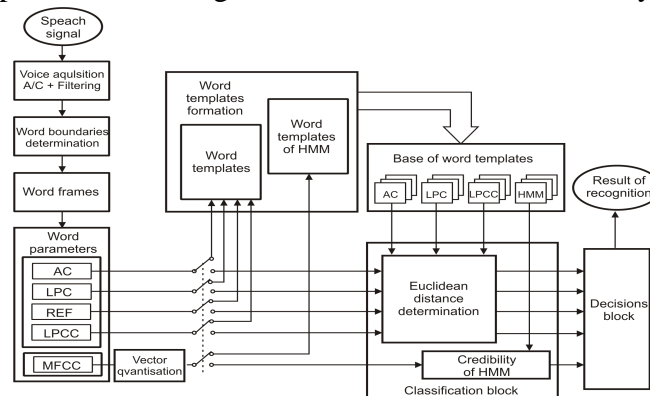 Speach
signal
Voice aqulsition
A/C + Filtering
Word boundaries
determination
Word frames
Word
parameters
AC
LPC
REF
LPCC
MFCC
Vector
qvantisation
Word
templates
formation
Word
templates
Word
templates
of HMM
Base of word templates
AC
LPC
LPCC
HMM
Euclidean
distance
determination
Credibility
of HMM
Classification block
Decisions
block
Result of
recognition